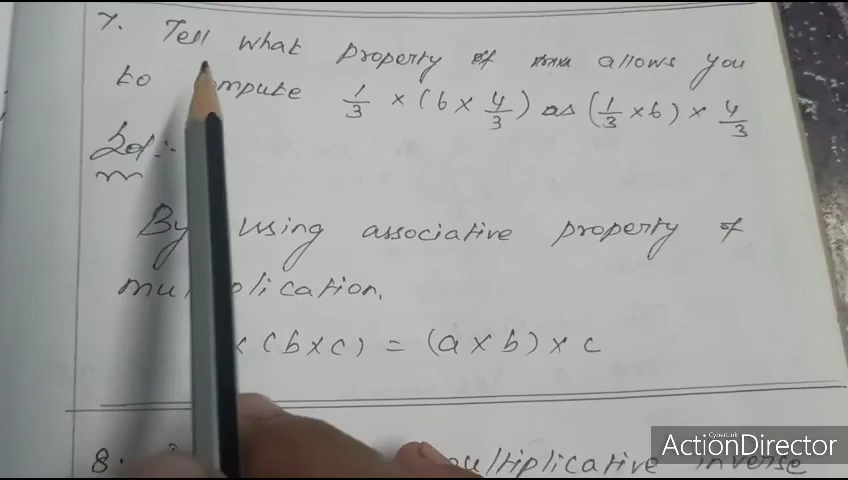 7. Tell what property of allows you
to mpute 1/3 × (6 × 4/3) as (1/3 × 6) × 4/3
Sol :-
By using associative property of
mu plication.
× (b×c) = (a×b) × c
8. ultiplicative inverse
CyberLink
ActionDirector